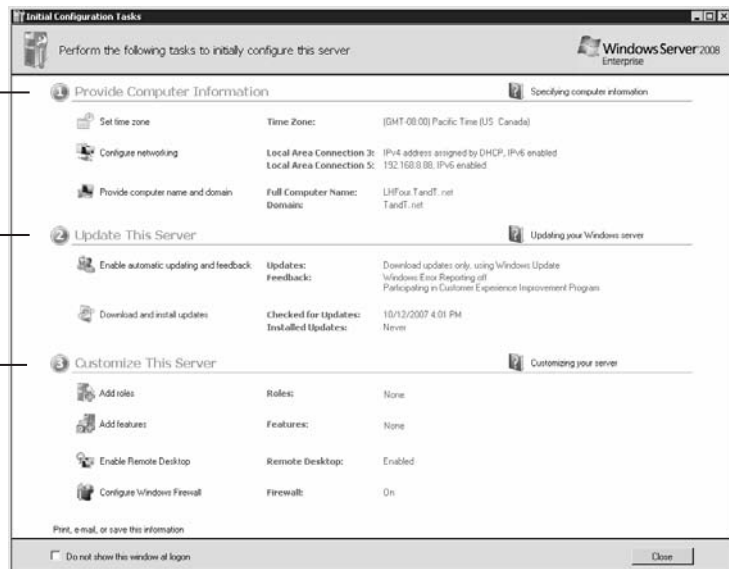 Initial Configuration Tasks
Perform the following tasks to initially configure this server
Windows Server 2008
Enterprise
1 Provide Computer Information
Specifying computer information
Set time zone Time Zone: (GMT-08:00) Pacific Time (US Canada)
Configure networking Local Area Connection 3: IPv4 address assigned by DHCP, IPv6 enabled
Local Area Connection 5: 192.168.8.88, IPv6 enabled
Provide computer name and domain Full Computer Name: LHFour.TandT.net
Domain: TandT.net
2 Update This Server
Updating your Windows server
Enable automatic updating and feedback Updates: Download updates only, using Windows Update
Feedback: Windows Error Reporting off
Participating in Customer Experience Improvement Program
Download and install updates Checked for Updates: 10/12/2007 4:01 PM
Installed Updates: Never
3 Customize This Server
Customizing your server
Add roles Roles: None
Add features Features: None
Enable Remote Desktop Remote Desktop: Enabled
Configure Windows Firewall Firewall: On
Print, e-mail, or save this information
Do not show this window at logon
Close